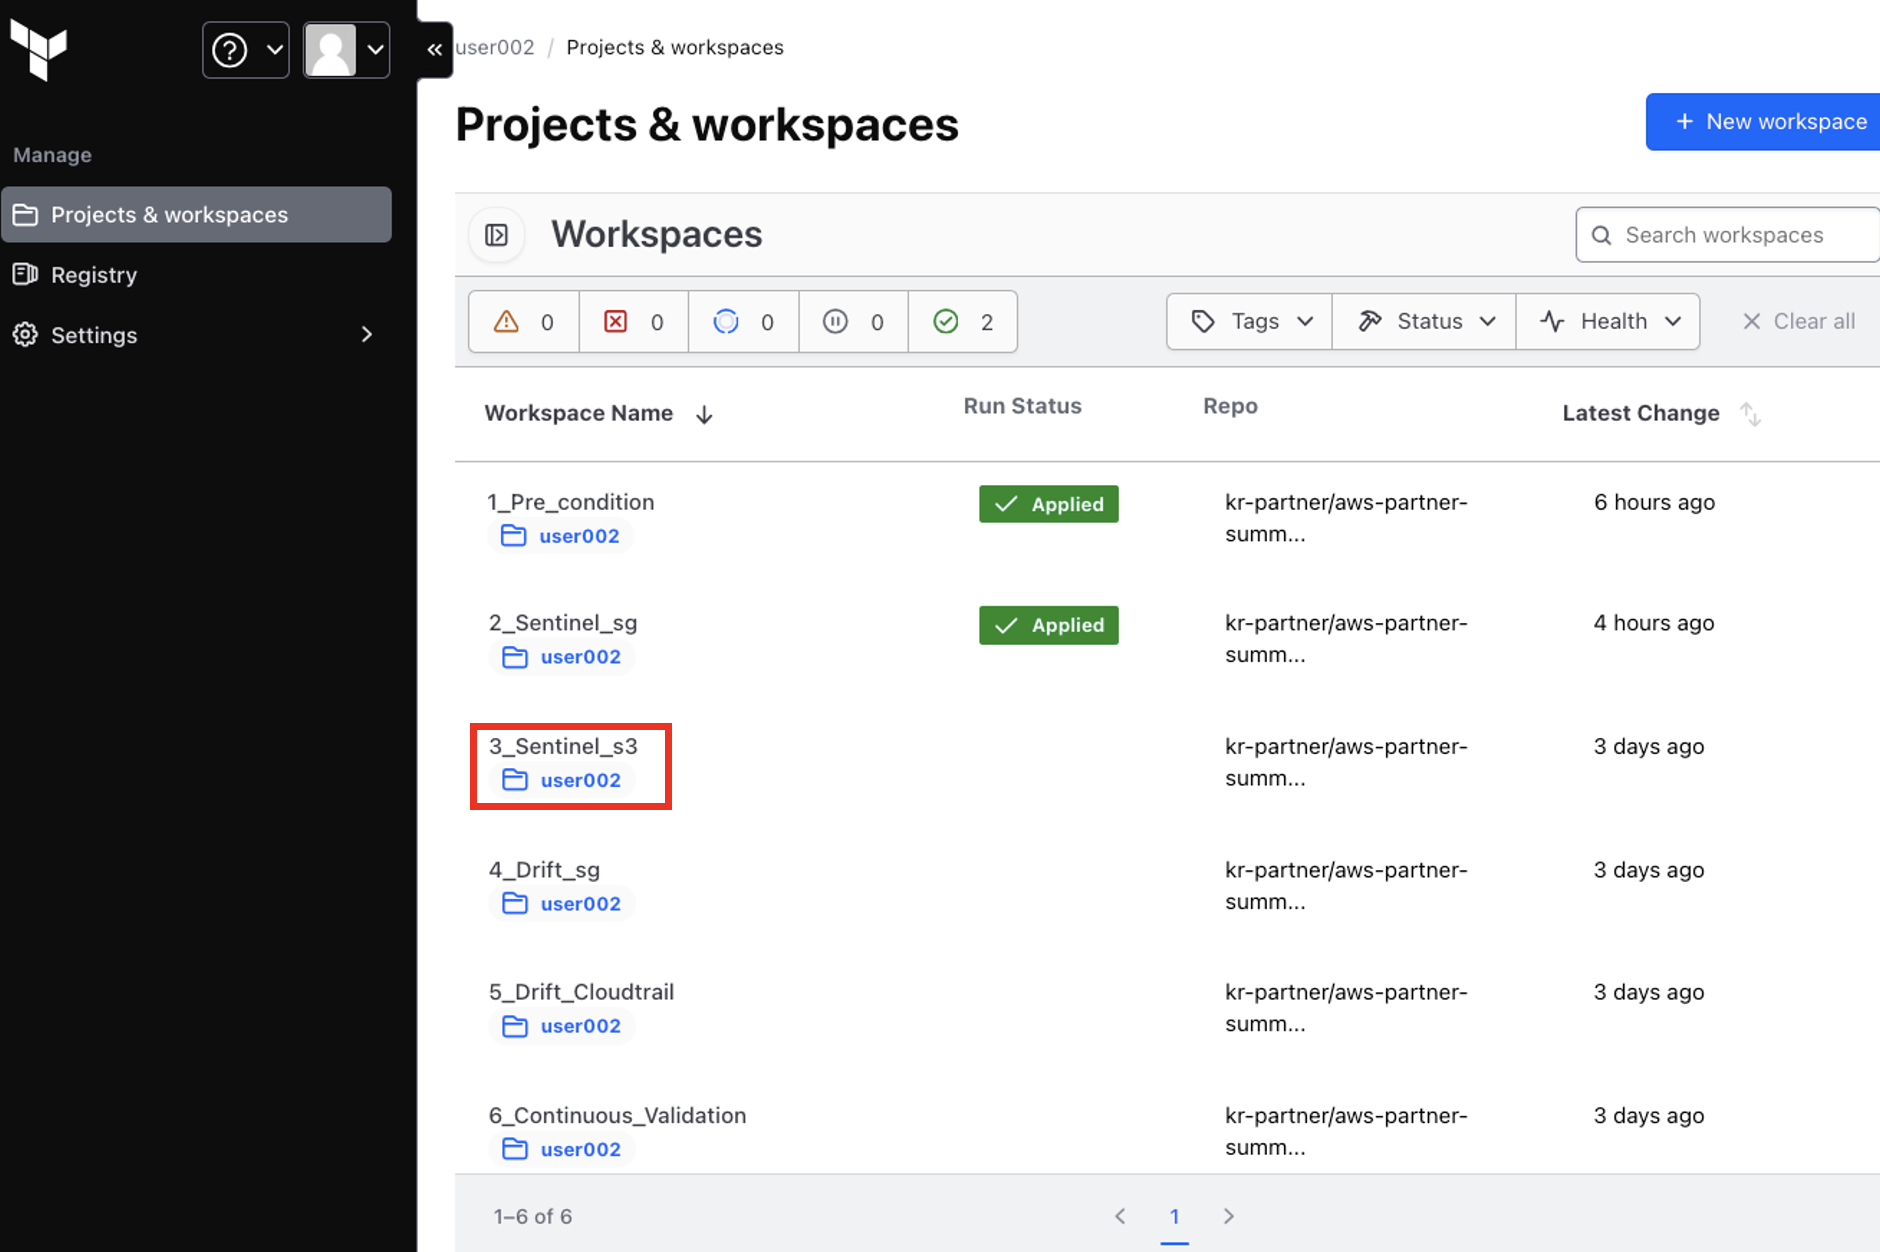 user002 / Projects & workspaces
Projects & workspaces
+ New workspace
Manage
Projects & workspaces
Registry
Settings
Workspaces
Search workspaces
0 0 0 0 2
Tags Status Health Clear all
Workspace Name Run Status Repo Latest Change
1_Pre_condition Applied kr-partner/aws-partner- 6 hours ago
user002 summ...
2_Sentinel_sg Applied kr-partner/aws-partner- 4 hours ago
user002 summ...
3_Sentinel_s3 kr-partner/aws-partner- 3 days ago
user002 summ...
4_Drift_sg kr-partner/aws-partner- 3 days ago
user002 summ...
5_Drift_Cloudtrail kr-partner/aws-partner- 3 days ago
user002 summ...
6_Continuous_Validation kr-partner/aws-partner- 3 days ago
user002 summ...
1–6 of 6 1